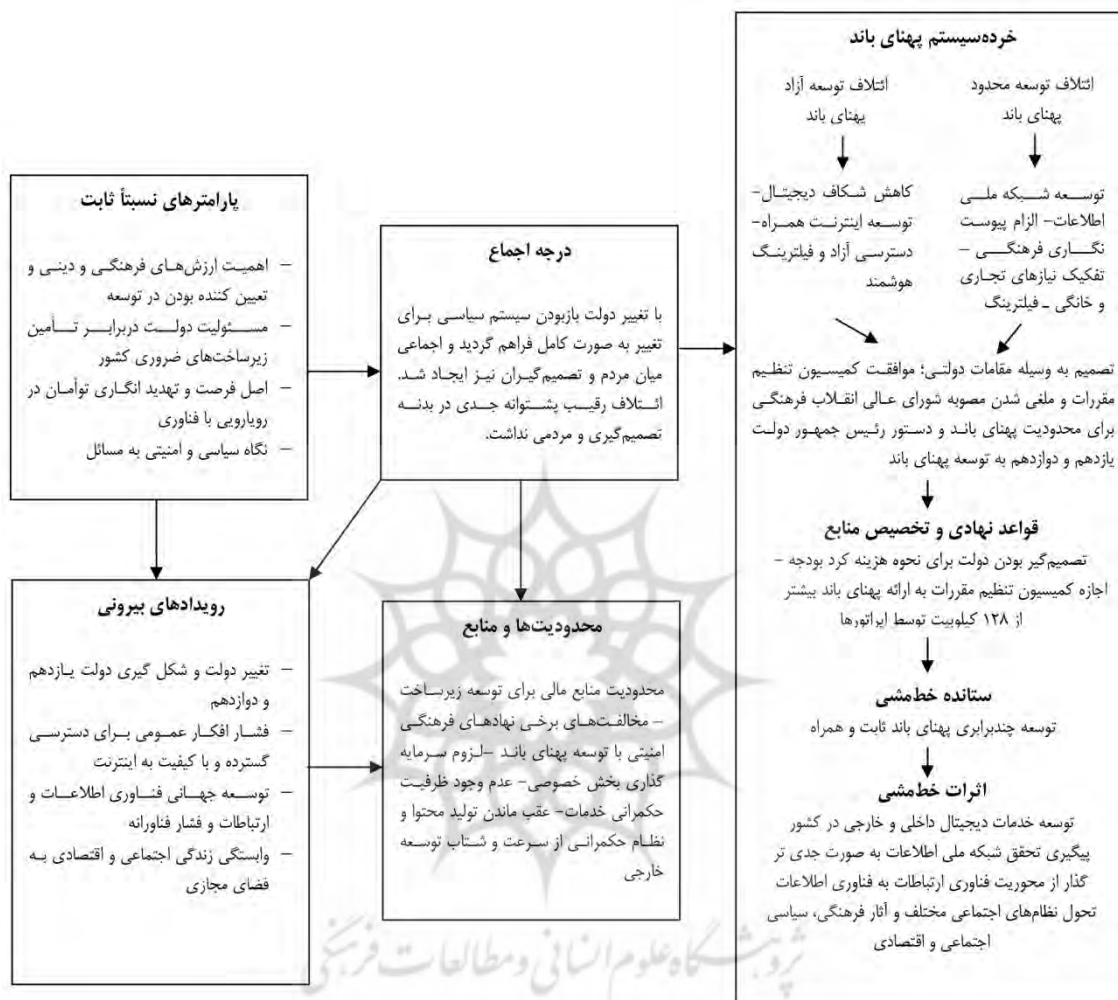 خرده‌سیستم پهنای باند
ائتلاف توسعه محدود
پهنای باند
ائتلاف توسعه آزاد
پهنای باند
توسعه شبکه ملی
اطلاعات- الزام پیوست
نگاری فرهنگی –
تفکیک نیازهای تجاری
و خانگی ـ فیلترینگ
کاهش شکاف دیجیتال-
توسعه اینترنت همراه-
دسترسی آزاد و فیلترینگ
هوشمند
تصمیم به وسیله مقامات دولتی؛ موافقت کمیسیون تنظیم
مقررات و ملغی شدن مصوبه شورای عالی انقلاب فرهنگی
برای محدودیت پهنای باند و دستور رئیس جمهور دولت
یازدهم و دوازدهم به توسعه پهنای باند
قواعد نهادی و تخصیص منابع
تصمیم‌گیر بودن دولت برای نحوه هزینه کرد بودجه –
اجازه کمیسیون تنظیم مقررات به ارائه پهنای باند بیشتر
از ۱۲۸ کیلوبیت توسط اپراتورها
ستانده خط‌مشی
توسعه چندبرابری پهنای باند ثابت و همراه
اثرات خط‌مشی
توسعه خدمات دیجیتال داخلی و خارجی در کشور
پیگیری تحقق شبکه ملی اطلاعات به صورت جدی تر
گذار از محوریت فناوری ارتباطات به فناوری اطلاعات
تحول نظام‌های اجتماعی مختلف و آثار فرهنگی، سیاسی
اجتماعی و اقتصادی
درجه اجماع
با تغییر دولت بازبودن سیستم سیاسی برای
تغییر به صورت کامل فراهم گردید و اجماعی
میان مردم و تصمیم‌گیران نیز ایجاد شد.
ائتلاف رقیب پشتوانه جدی در بدنه
تصمیم‌گیری و مردمی نداشت.
محدودیت‌ها و منابع
محدودیت منابع مالی برای توسعه زیرساخت
– مخالفت‌های برخی نهادهای فرهنگی
امنیتی با توسعه پهنای باند –لزوم سرمایه
گذاری بخش خصوصی- عدم وجود ظرفیت
حکمرانی خدمات- عقب ماندن تولید محتوا و
نظام حکمرانی از سرعت و شتاب توسعه
خارجی
پارامترهای نسبتاً ثابت
– اهمیت ارزش‌های فرهنگی و دینی و
تعیین کننده بودن در توسعه
– مسئولیت دولت دربرابر تأمین
زیرساخت‌های ضروری کشور
– اصل فرصت و تهدید انگاری توأمان در
رویارویی با فناوری
– نگاه سیاسی و امنیتی به مسائل
رویدادهای بیرونی
– تغییر دولت و شکل گیری دولت یازدهم
و دوازدهم
– فشار افکار عمومی برای دسترسی
گسترده و با کیفیت به اینترنت
– توسعه جهانی فناوری اطلاعات و
ارتباطات و فشار فناورانه
– وابستگی زندگی اجتماعی و اقتصادی به
فضای مجازی
پژوهشگاه علوم انسانی و مطالعات فرهنگی